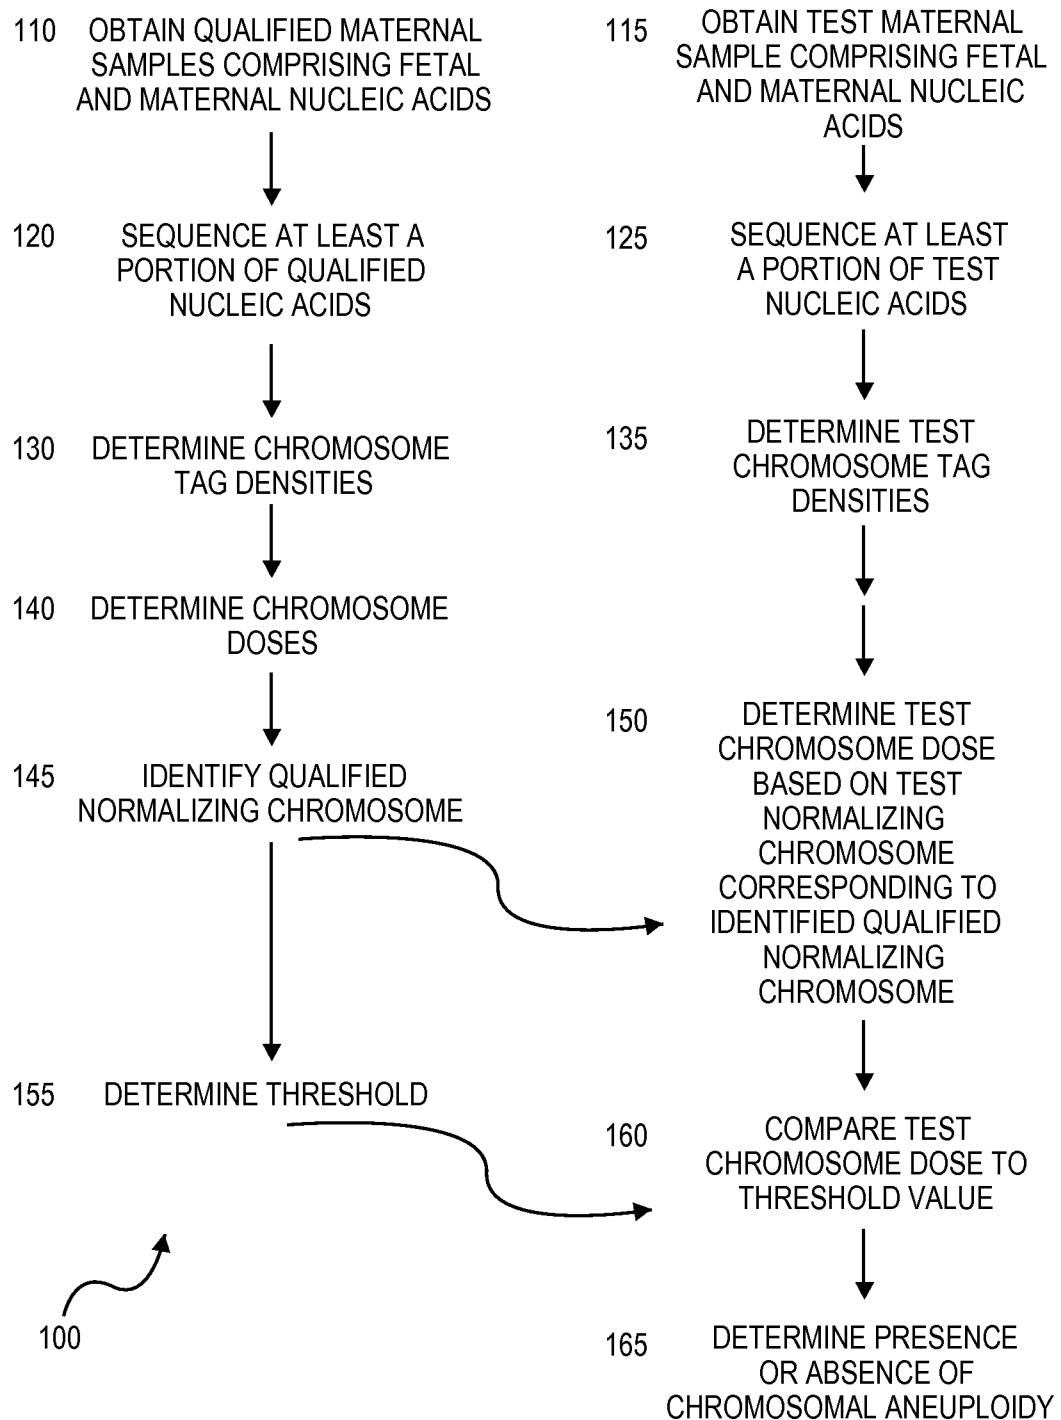 110 OBTAIN QUALIFIED MATERNAL
SAMPLES COMPRISING FETAL
AND MATERNAL NUCLEIC ACIDS
120 SEQUENCE AT LEAST A
PORTION OF QUALIFIED
NUCLEIC ACIDS
130 DETERMINE CHROMOSOME
TAG DENSITIES
140 DETERMINE CHROMOSOME
DOSES
145 IDENTIFY QUALIFIED
NORMALIZING CHROMOSOME
155 DETERMINE THRESHOLD
100
115 OBTAIN TEST MATERNAL
SAMPLE COMPRISING FETAL
AND MATERNAL NUCLEIC
ACIDS
125 SEQUENCE AT LEAST
A PORTION OF TEST
NUCLEIC ACIDS
135 DETERMINE TEST
CHROMOSOME TAG
DENSITIES
150 DETERMINE TEST
CHROMOSOME DOSE
BASED ON TEST
NORMALIZING
CHROMOSOME
CORRESPONDING TO
IDENTIFIED QUALIFIED
NORMALIZING
CHROMOSOME
160 COMPARE TEST
CHROMOSOME DOSE TO
THRESHOLD VALUE
165 DETERMINE PRESENCE
OR ABSENCE OF
CHROMOSOMAL ANEUPLOIDY